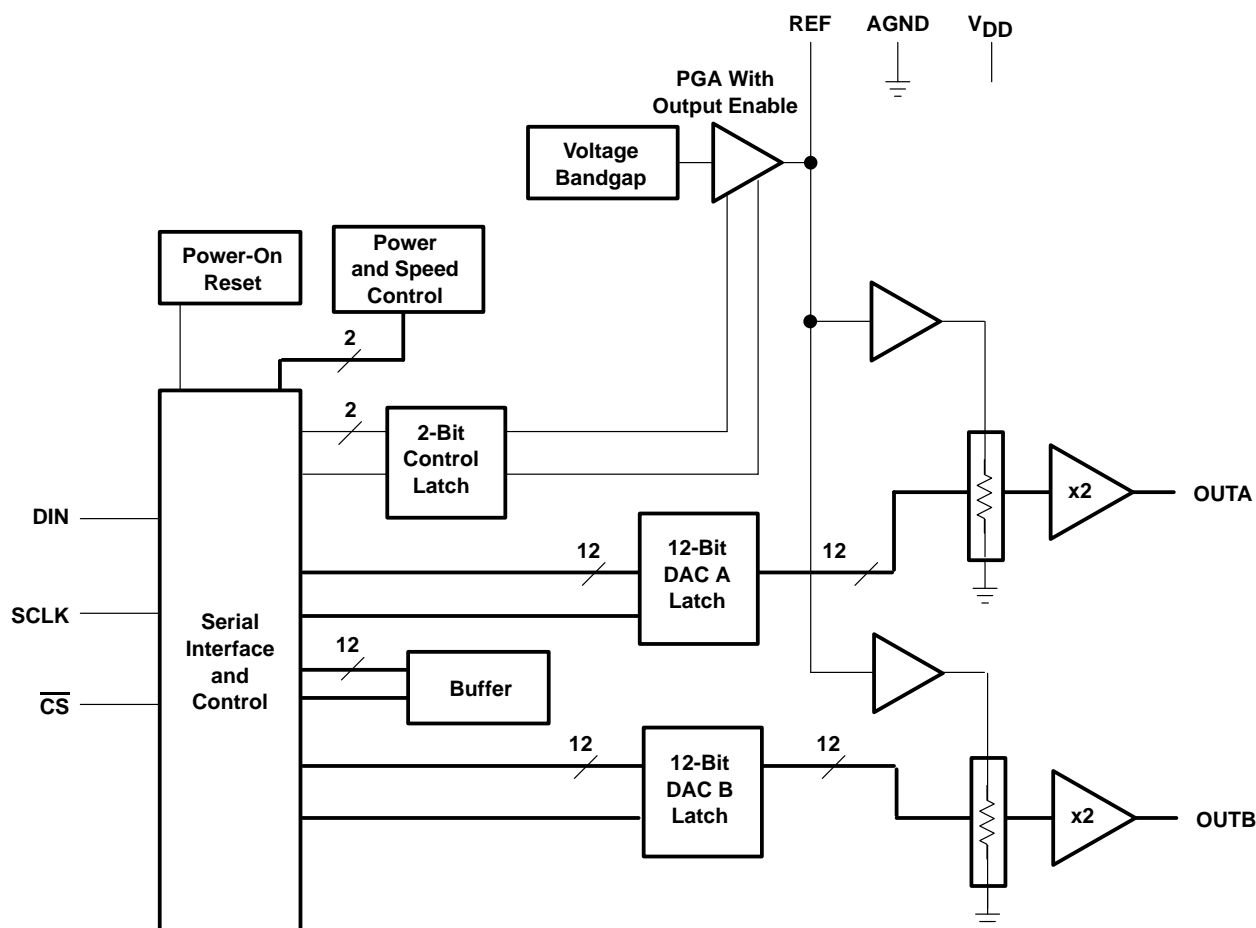 REF AGND VDD
PGA With
Output Enable
Voltage
Bandgap
Power-On
Reset
Power
and Speed
Control
2
2
2-Bit
Control
Latch
x2
OUTA
DIN
12
12-Bit
DAC A
Latch
12
SCLK
Serial
Interface
and
Control
12
Buffer
CS
12
12-Bit
DAC B
Latch
12
x2
OUTB